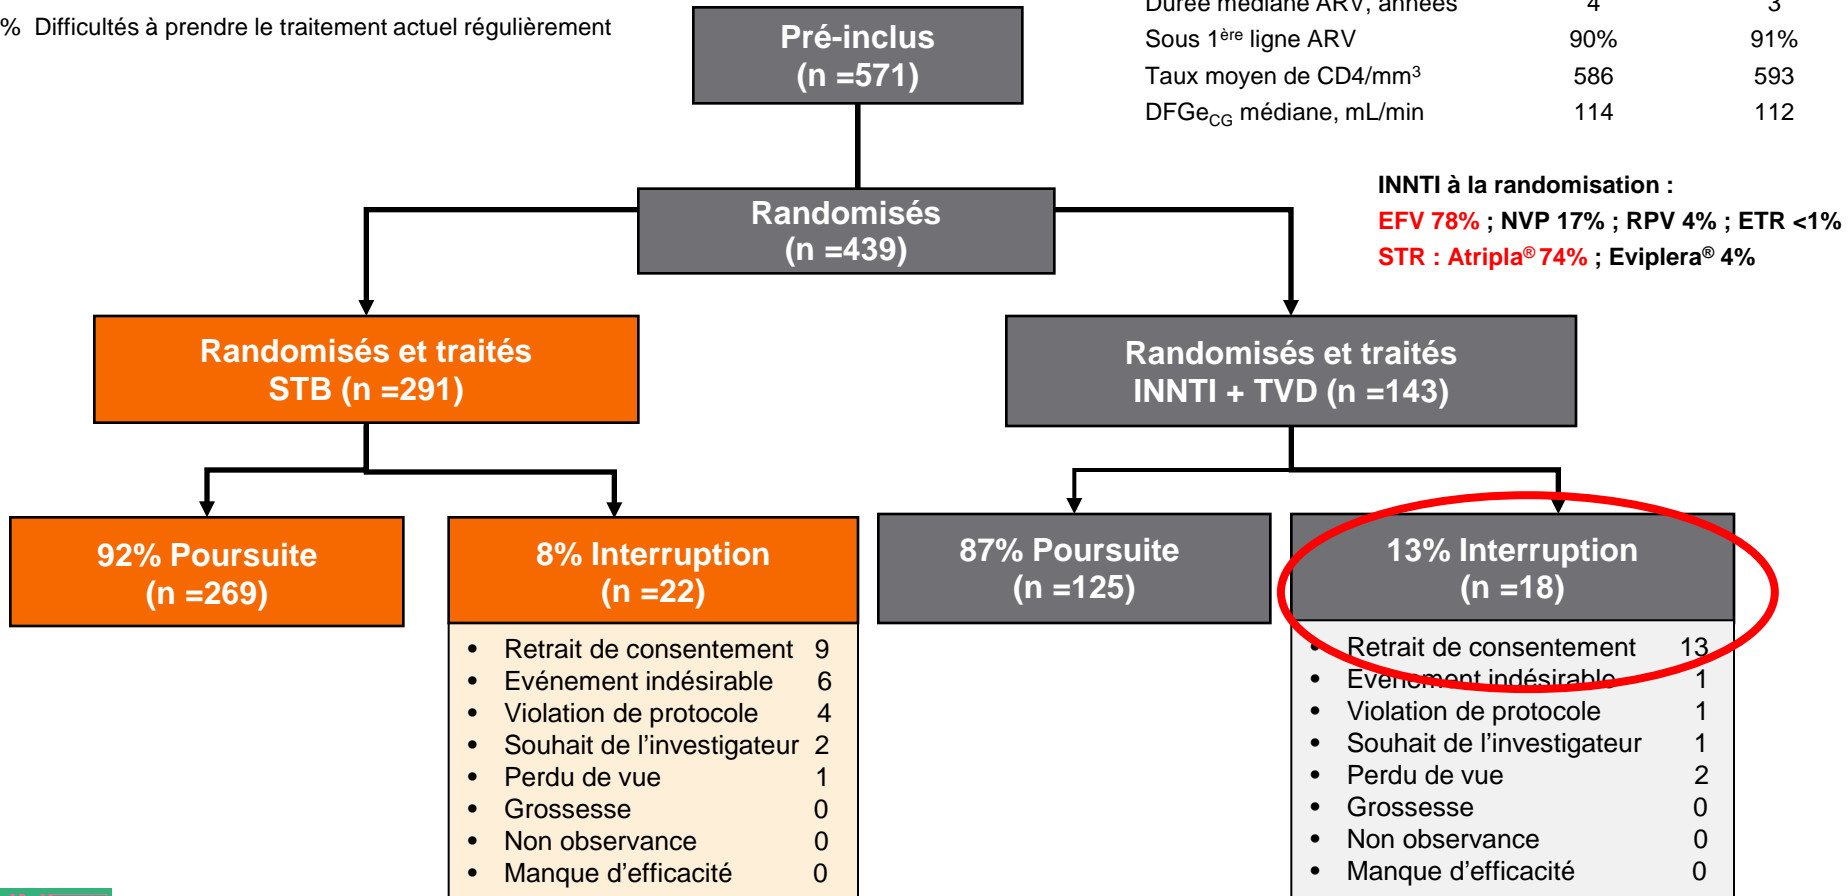 % Difficultés à prendre le traitement actuel régulièrement
Durée médiane ARV, années 4 3
Sous 1ère ligne ARV 90% 91%
Taux moyen de CD4/mm3 586 593
DFGeCG médiane, mL/min 114 112
Pré-inclus
(n =571)
INNTI à la randomisation :
EFV 78% ; NVP 17% ; RPV 4% ; ETR <1%
STR : Atripla® 74% ; Eviplera® 4%
Randomisés
(n =439)
Randomisés et traités
STB (n =291)
Randomisés et traités
INNTI + TVD (n =143)
92% Poursuite
(n =269)
8% Interruption
(n =22)
• Retrait de consentement 9
• Evénement indésirable 6
• Violation de protocole 4
• Souhait de l’investigateur 2
• Perdu de vue 1
• Grossesse 0
• Non observance 0
• Manque d’efficacité 0
87% Poursuite
(n =125)
13% Interruption
(n =18)
• Retrait de consentement 13
• Evénement indésirable 1
• Violation de protocole 1
• Souhait de l’investigateur 1
• Perdu de vue 2
• Grossesse 0
• Non observance 0
• Manque d’efficacité 0